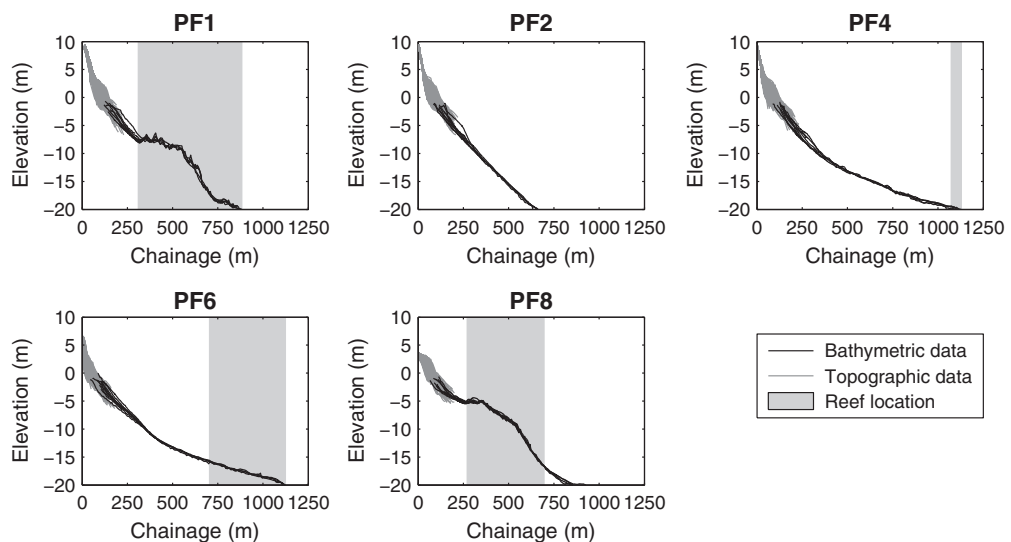 PF1
PF2
PF4
10
5
0
−5
−10
−15
−20
Elevation (m)
0 250 500 750 1000 1250
Chainage (m)
10
5
0
−5
−10
−15
−20
Elevation (m)
0 250 500 750 1000 1250
Chainage (m)
10
5
0
−5
−10
−15
−20
Elevation (m)
0 250 500 750 1000 1250
Chainage (m)
PF6
PF8
10
5
0
−5
−10
−15
−20
Elevation (m)
0 250 500 750 1000 1250
Chainage (m)
10
5
0
−5
−10
−15
−20
Elevation (m)
0 250 500 750 1000 1250
Chainage (m)
Bathymetric data
Topographic data
Reef location